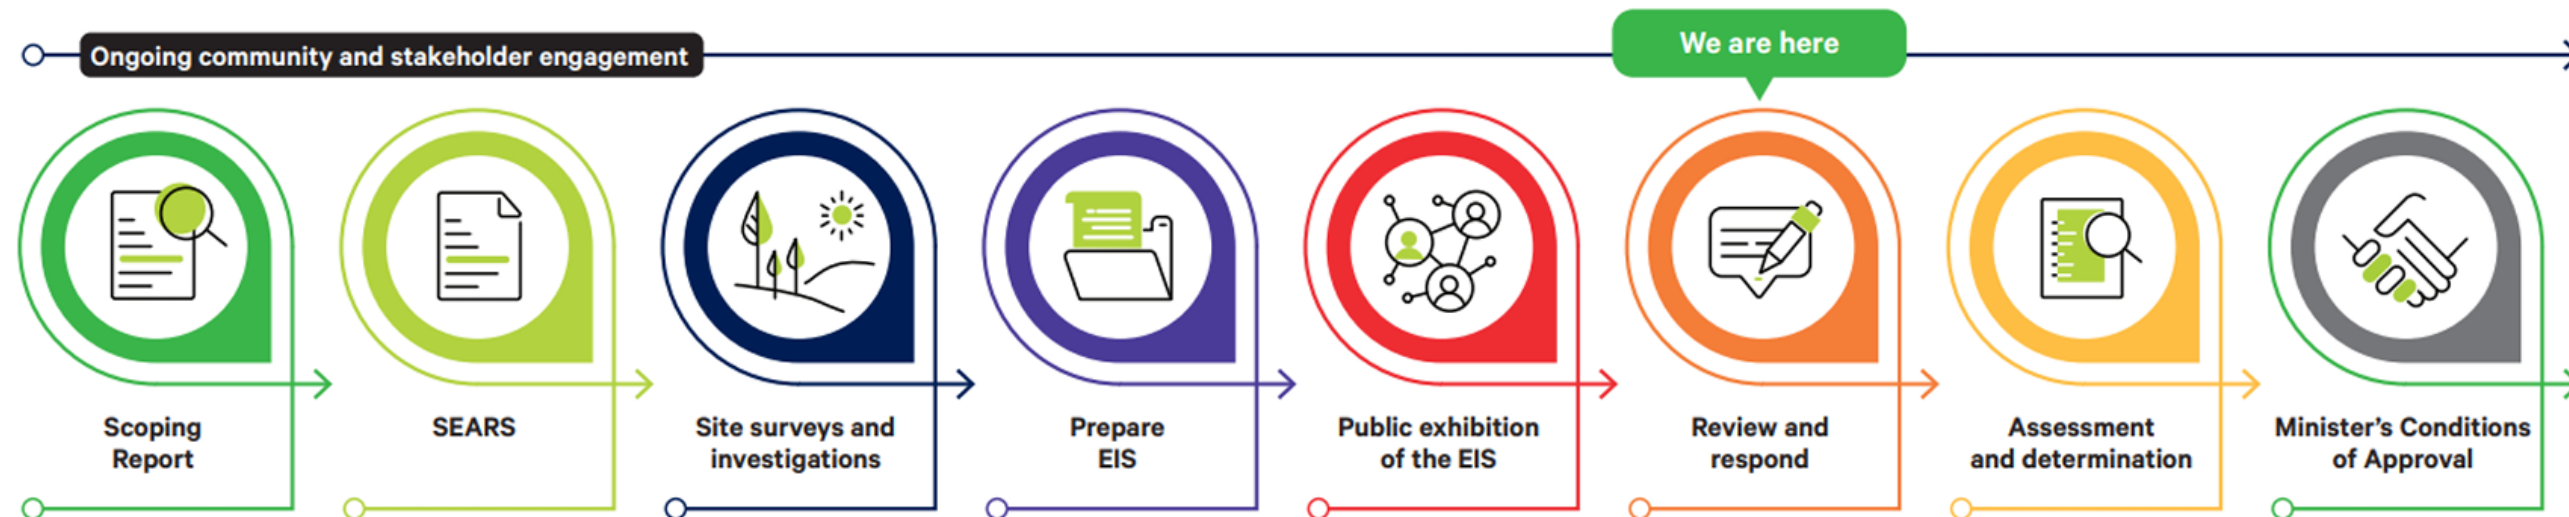 Ongoing community and stakeholder engagement
We are here
Scoping
Report
SEARS
Site surveys and
investigations
Prepare
EIS
Public exhibition
of the EIS
Review and
respond
Assessment
and determination
Minister's Conditions
of Approval